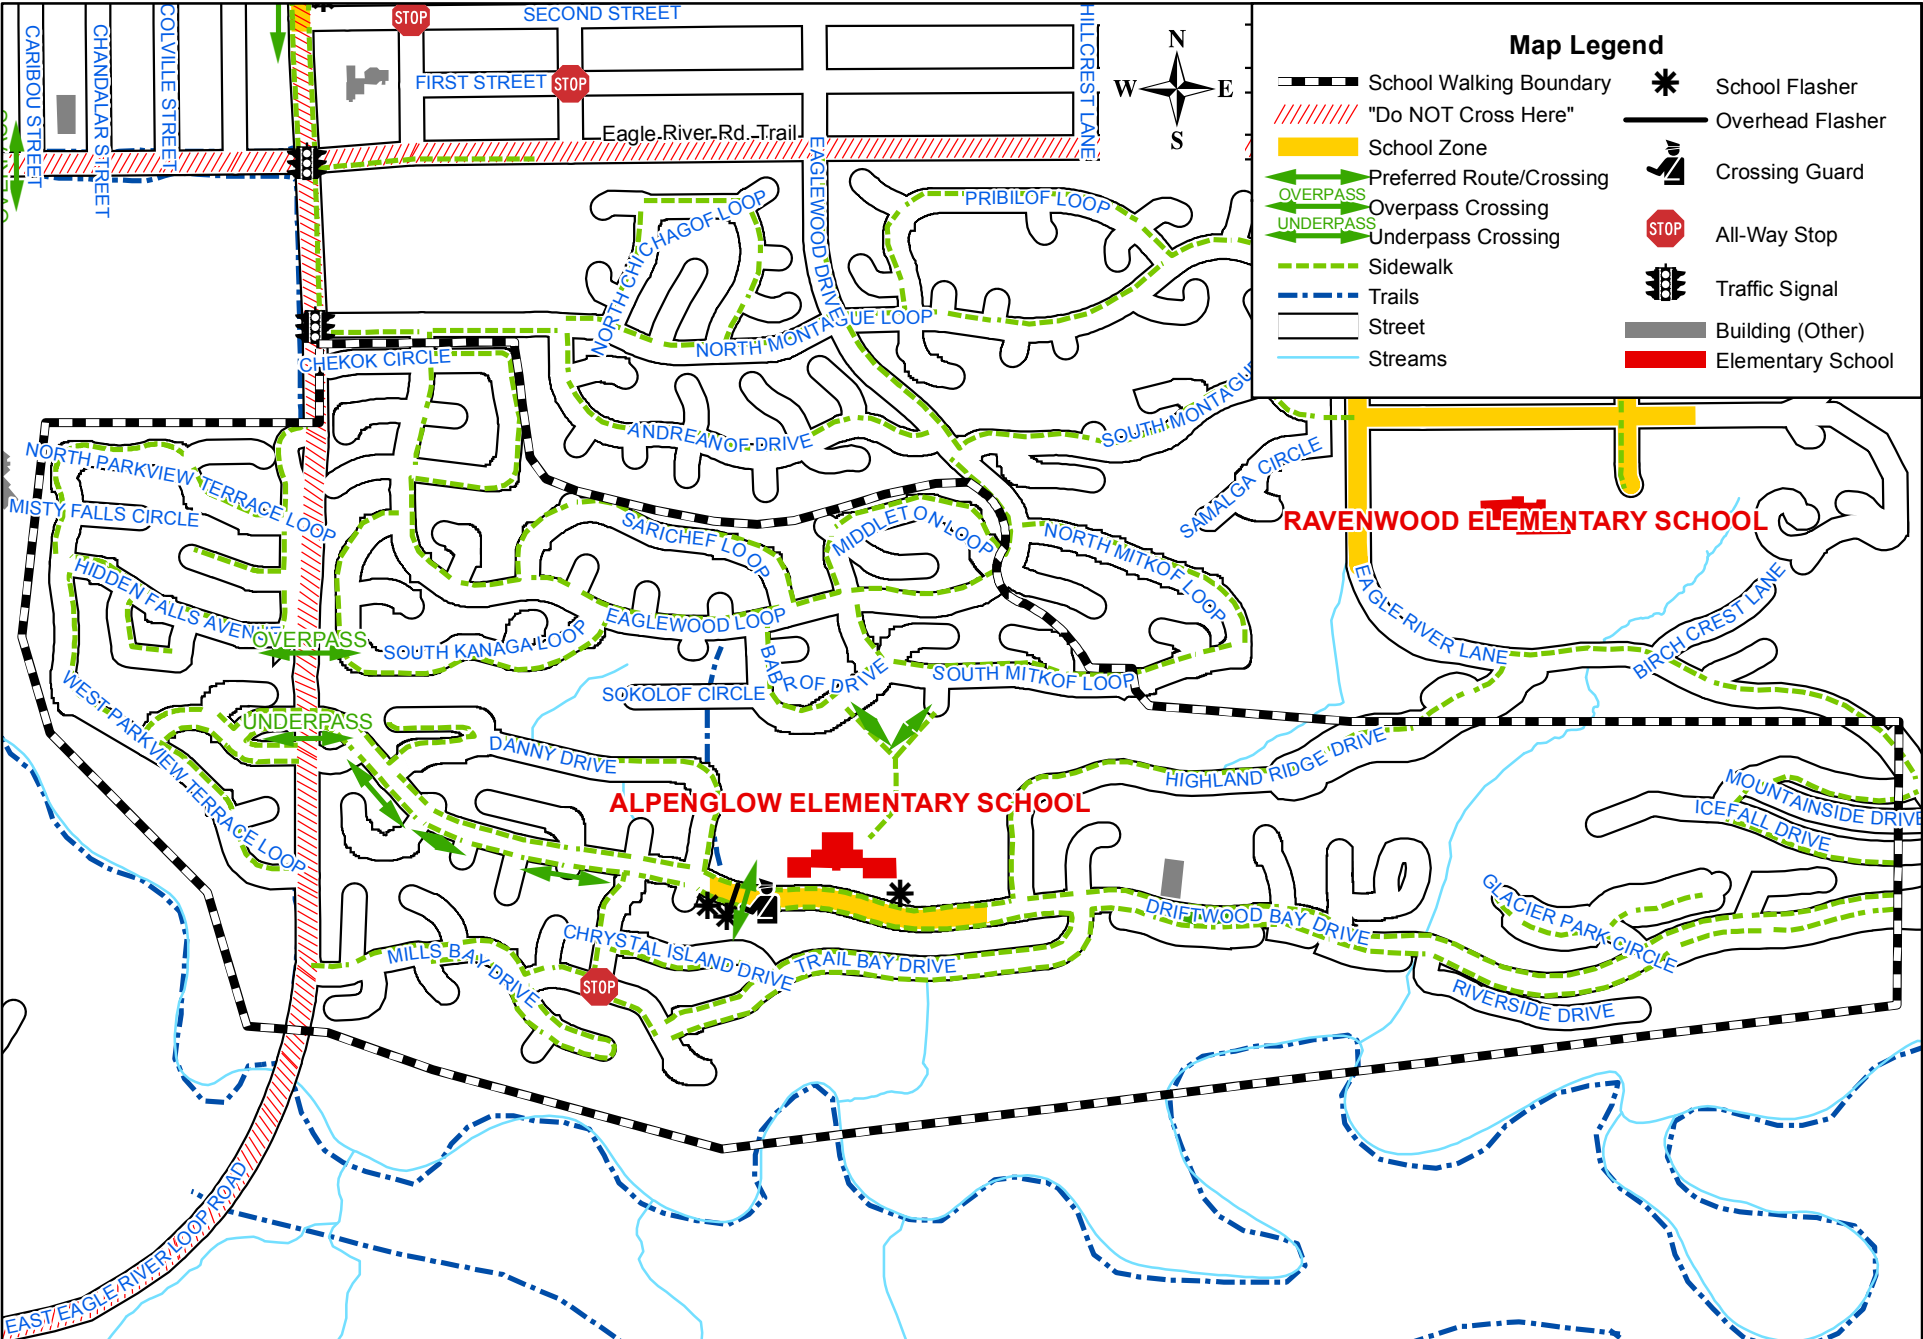 SECOND STREET
STOP
CARIBOU STREET
CHANDALAR STREET
COLVILLE STREET
HILLCREST LANE
FIRST STREET
STOP
Eagle River Rd. Trail
EAGLEWOOD DRIVE
N
W E
S
Map Legend
School Walking Boundary
"Do NOT Cross Here"
School Zone
Preferred Route/Crossing
OVERPASS
Overpass Crossing
UNDERPASS
Underpass Crossing
Sidewalk
Trails
Street
Streams
School Flasher
Overhead Flasher
Crossing Guard
STOP
All-Way Stop
Traffic Signal
Building (Other)
Elementary School
PRIBILOF LOOP
NORTH CHICHAGOF LOOP
NORTH MONTAGUE LOOP
CHEKOK CIRCLE
ANDREANOF DRIVE
SOUTH MONTAGU
SAMALGA CIRCLE
NORTH PARKVIEW TERRACE LOOP
MISTY FALLS CIRCLE
HIDDEN FALLS AVENUE
OVERPASS
SARICHEF LOOP
MIDDLETON LOOP
NORTH MITKOF LOOP
RAVENWOOD ELEMENTARY SCHOOL
EAGLE RIVER LANE
BIRCH CREST LANE
EAGLEWOOD LOOP
SOUTH KANAGA LOOP
BABROF DRIVE
SOUTH MITKOF LOOP
SOKOLOF CIRCLE
WEST PARKVIEW TERRACE LOOP
UNDERPASS
DANNY DRIVE
HIGHLAND RIDGE DRIVE
MOUNTAINSIDE DRIVE
ICEFALL DRIVE
ALPENGLOW ELEMENTARY SCHOOL
GLACIER PARK CIRCLE
DRIFTWOOD BAY DRIVE
CHRYSTAL ISLAND DRIVE
TRAIL BAY DRIVE
MILLS BAY DRIVE
STOP
RIVERSIDE DRIVE
EAST EAGLE RIVER LOOP ROAD